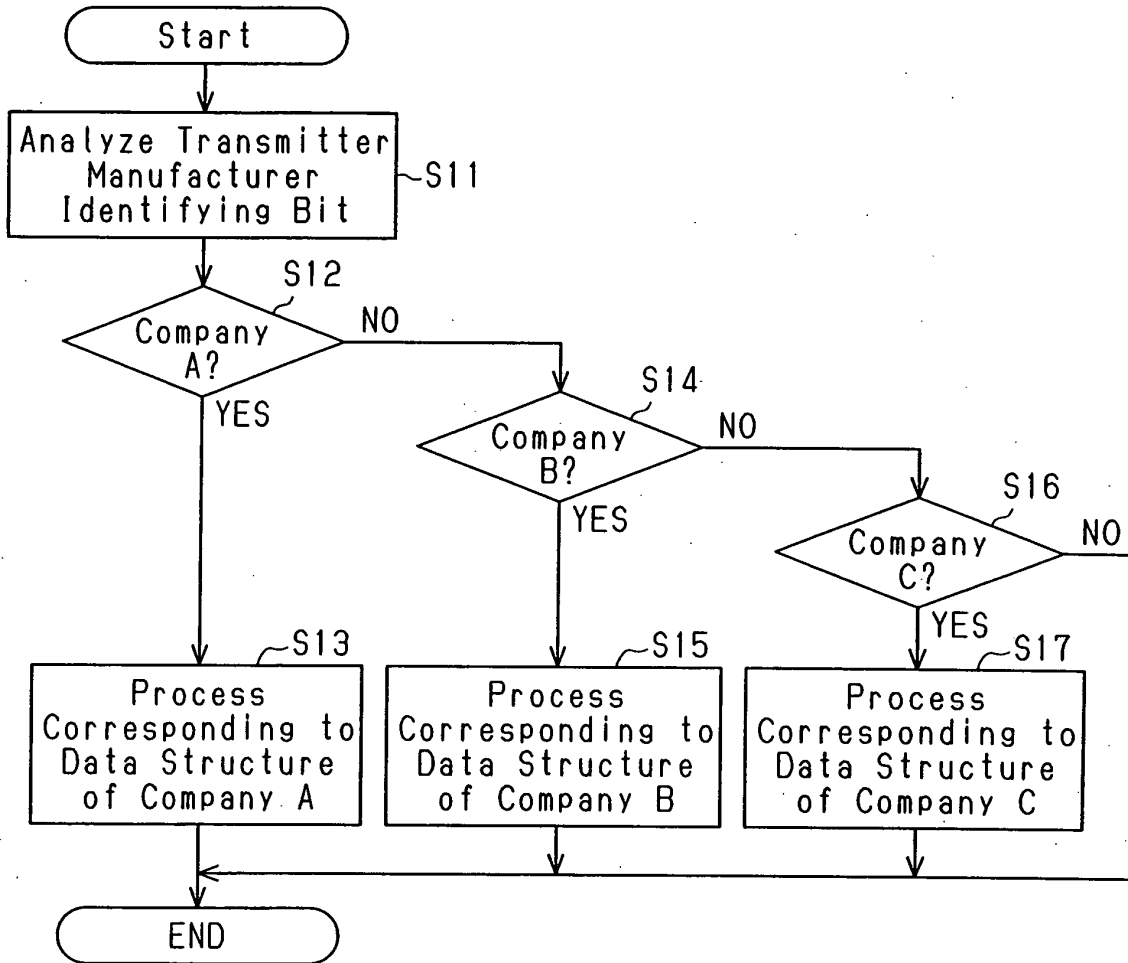 Start
Analyze Transmitter
Manufacturer
Identifying Bit
S11
S12
Company
A?
NO
YES
S14
Company
B?
NO
YES
S16
Company
C?
NO
YES
S13
Process
Corresponding to
Data Structure
of Company A
S15
Process
Corresponding to
Data Structure
of Company B
S17
Process
Corresponding to
Data Structure
of Company C
END